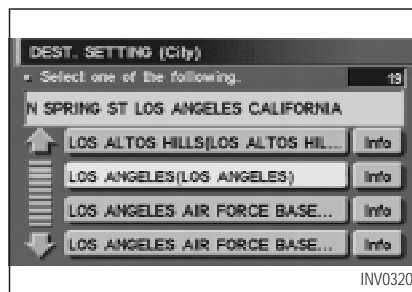 DEST. SETTING (City)
Select one of the following. 19
N SPRING ST LOS ANGELES CALIFORNIA
LOS ALTOS HILLS(LOS ALTOS HIL... Info
LOS ANGELES(LOS ANGELES) Info
LOS ANGELES AIR FORCE BASE... Info
LOS ANGELES AIR FORCE BASE... Info
INV0320